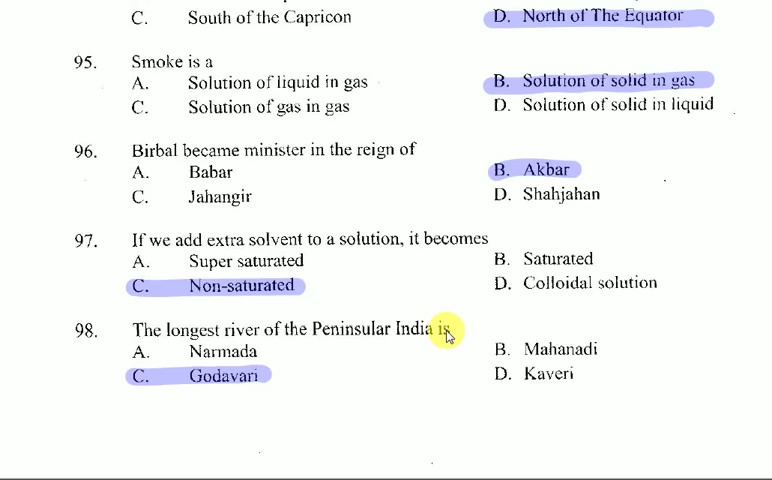 C. South of the Capricon D. North of The Equator
95. Smoke is a
A. Solution of liquid in gas B. Solution of solid in gas
C. Solution of gas in gas D. Solution of solid in liquid
96. Birbal became minister in the reign of
A. Babar B. Akbar
C. Jahangir D. Shahjahan
97. If we add extra solvent to a solution, it becomes
A. Super saturated B. Saturated
C. Non-saturated D. Colloidal solution
98. The longest river of the Peninsular India is
A. Narmada B. Mahanadi
C. Godavari D. Kaveri